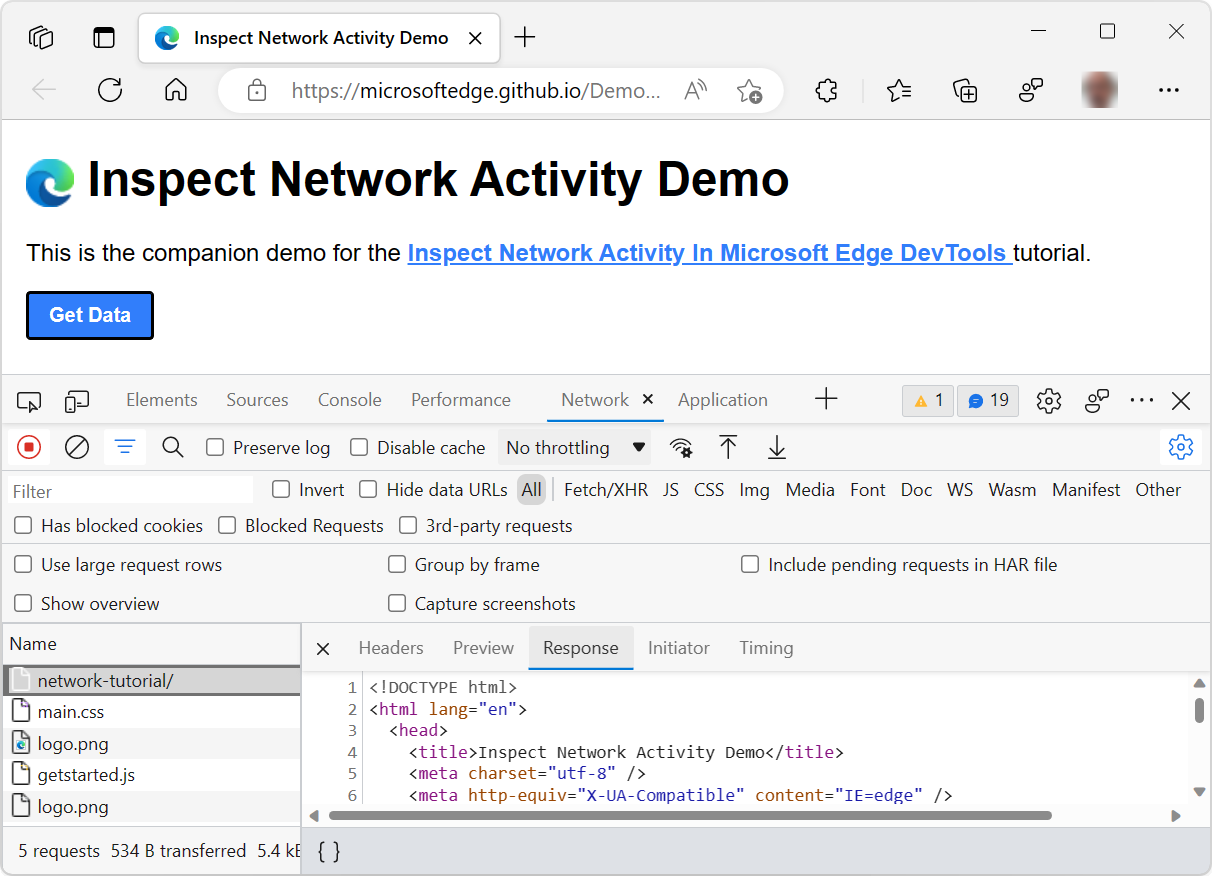 Inspect Network Activity Demo
https://microsoftedge.github.io/Demo...
Inspect Network Activity Demo
This is the companion demo for the Inspect Network Activity In Microsoft Edge DevTools tutorial.
Get Data
Elements Sources Console Performance Network Application 1 19
Preserve log Disable cache No throttling
Filter Invert Hide data URLs All Fetch/XHR JS CSS Img Media Font Doc WS Wasm Manifest Other
Has blocked cookies Blocked Requests 3rd-party requests
Use large request rows Group by frame Include pending requests in HAR file
Show overview Capture screenshots
Name
network-tutorial/
main.css
logo.png
getstarted.js
logo.png
5 requests 534 B transferred 5.4 kB
Headers Preview Response Initiator Timing
1 <!DOCTYPE html>
2 <html lang="en">
3 <head>
4 <title>Inspect Network Activity Demo</title>
5 <meta charset="utf-8" />
6 <meta http-equiv="X-UA-Compatible" content="IE=edge" />
{ }